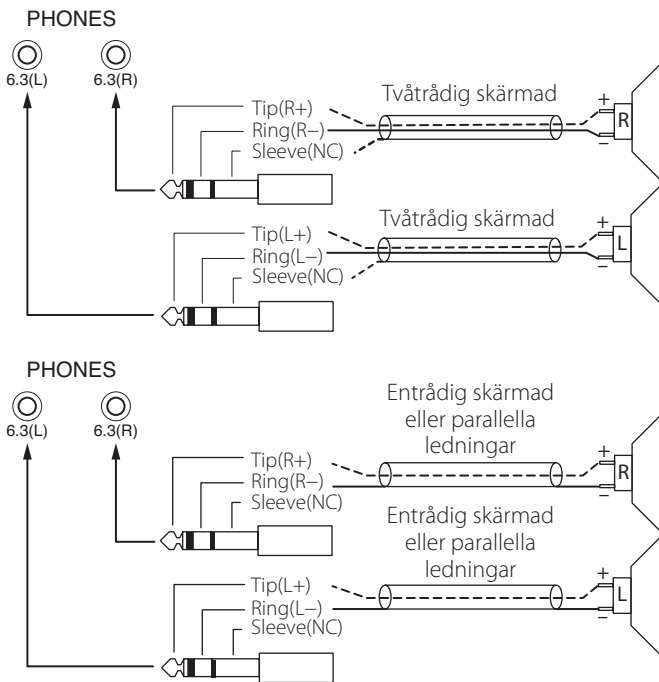 PHONES
6.3(L) 6.3(R)
Tvåtrådig skärmad
Tip(R+)
Ring(R–)
Sleeve(NC)
+
R
–
Tvåtrådig skärmad
Tip(L+)
Ring(L–)
Sleeve(NC)
+
L
–
PHONES
6.3(L) 6.3(R)
Entrådig skärmad
eller parallella
ledningar
Tip(R+)
Ring(R–)
Sleeve(NC)
+
R
–
Entrådig skärmad
eller parallella
ledningar
Tip(L+)
Ring(L–)
Sleeve(NC)
+
L
–